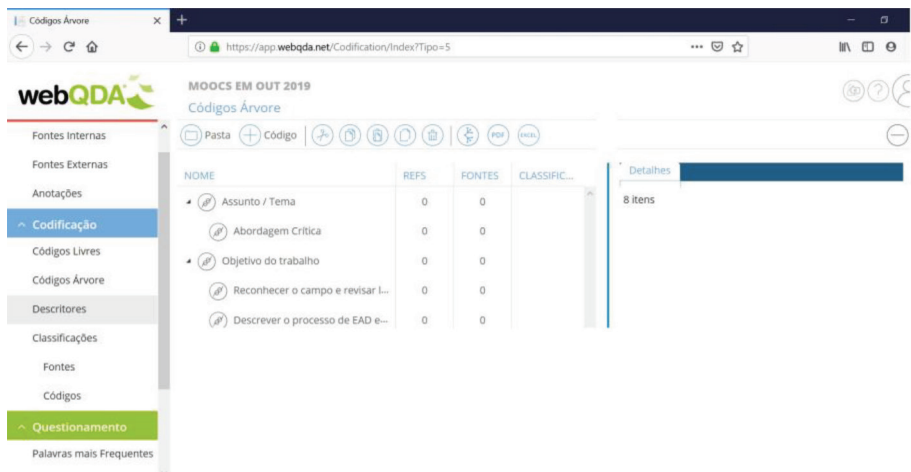 Códigos Árvore
https://app.webqda.net/Codification/Index?Tipo=5
webQDA
MOOCS EM OUT 2019
Códigos Árvore
Pasta Código PDF EXCEL
Fontes Internas
Fontes Externas
Anotações
Codificação
Códigos Livres
Códigos Árvore
Descritores
Classificações
Fontes
Códigos
Questionamento
Palavras mais Frequentes
NOME REFS FONTES CLASSIFIC...
Assunto / Tema 0 0
Abordagem Crítica 0 0
Objetivo do trabalho 0 0
Reconhecer o campo e revisar l... 0 0
Descrever o processo de EAD e... 0 0
Detalhes
8 itens